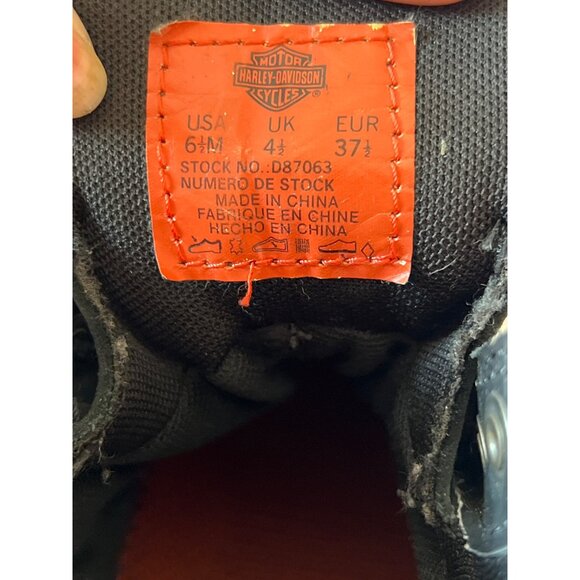 MOTOR
HARLEY-DAVIDSON
CYCLES
®
USA UK EUR
6½M 4½ 37½
STOCK NO.:D87063
NUMERO DE STOCK
MADE IN CHINA
FABRIQUE EN CHINE
HECHO EN CHINA